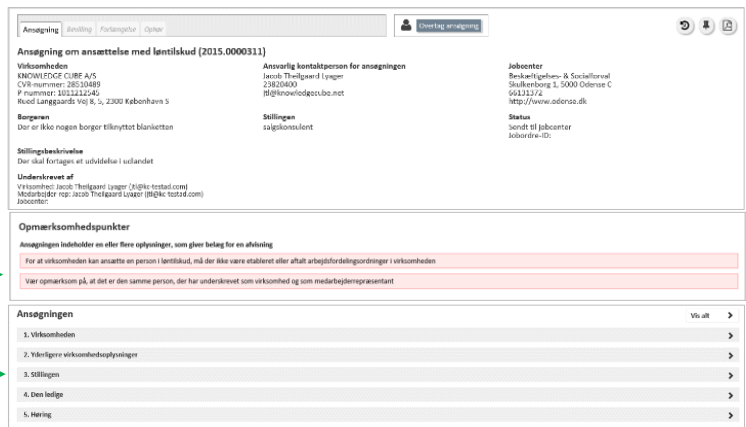 Ansøgning Bevilling Forlængelse Ophør
Overtag ansøgning
Ansøgning om ansættelse med løntilskud (2015.0000311)
Virksomheden
KNOWLEDGE CUBE A/S
CVR-nummer: 28510489
P nummer: 1011212545
Rued Langgaards Vej 8, 5, 2300 København S
Ansvarlig kontaktperson for ansøgningen
Jacob Theilgaard Lyager
23820400
jtl@knowledgecube.net
Jobcenter
Beskæftigelses- & Socialforval
Skulkenborg 1, 5000 Odense C
66131372
http://www.odense.dk
Borgeren
Der er ikke nogen borger tilknyttet blanketten
Stillingen
salgskonsulent
Status
Sendt til jobcenter
Jobordre-ID:
Stillingsbeskrivelse
Der skal fortages et udvidelse i udlandet
Underskrevet af
Virksomhed: Jacob Theilgaard Lyager (jtl@kc-testad.com)
Medarbejder rep: Jacob Theilgaard Lyager (jtl@kc-testad.com)
Jobcenter:
Opmærksomhedspunkter
Ansøgningen indeholder en eller flere oplysninger, som giver belæg for en afvisning
For at virksomheden kan ansætte en person i løntilskud, må der ikke være etableret eller aftalt arbejdsfordelingsordninger i virksomheden
Vær opmærksom på, at det er den samme person, der har underskrevet som virksomhed og som medarbejderrepræsentant
Ansøgningen
Vis alt
1. Virksomheden
2. Yderligere virksomhedsoplysninger
3. Stillingen
4. Den ledige
5. Høring